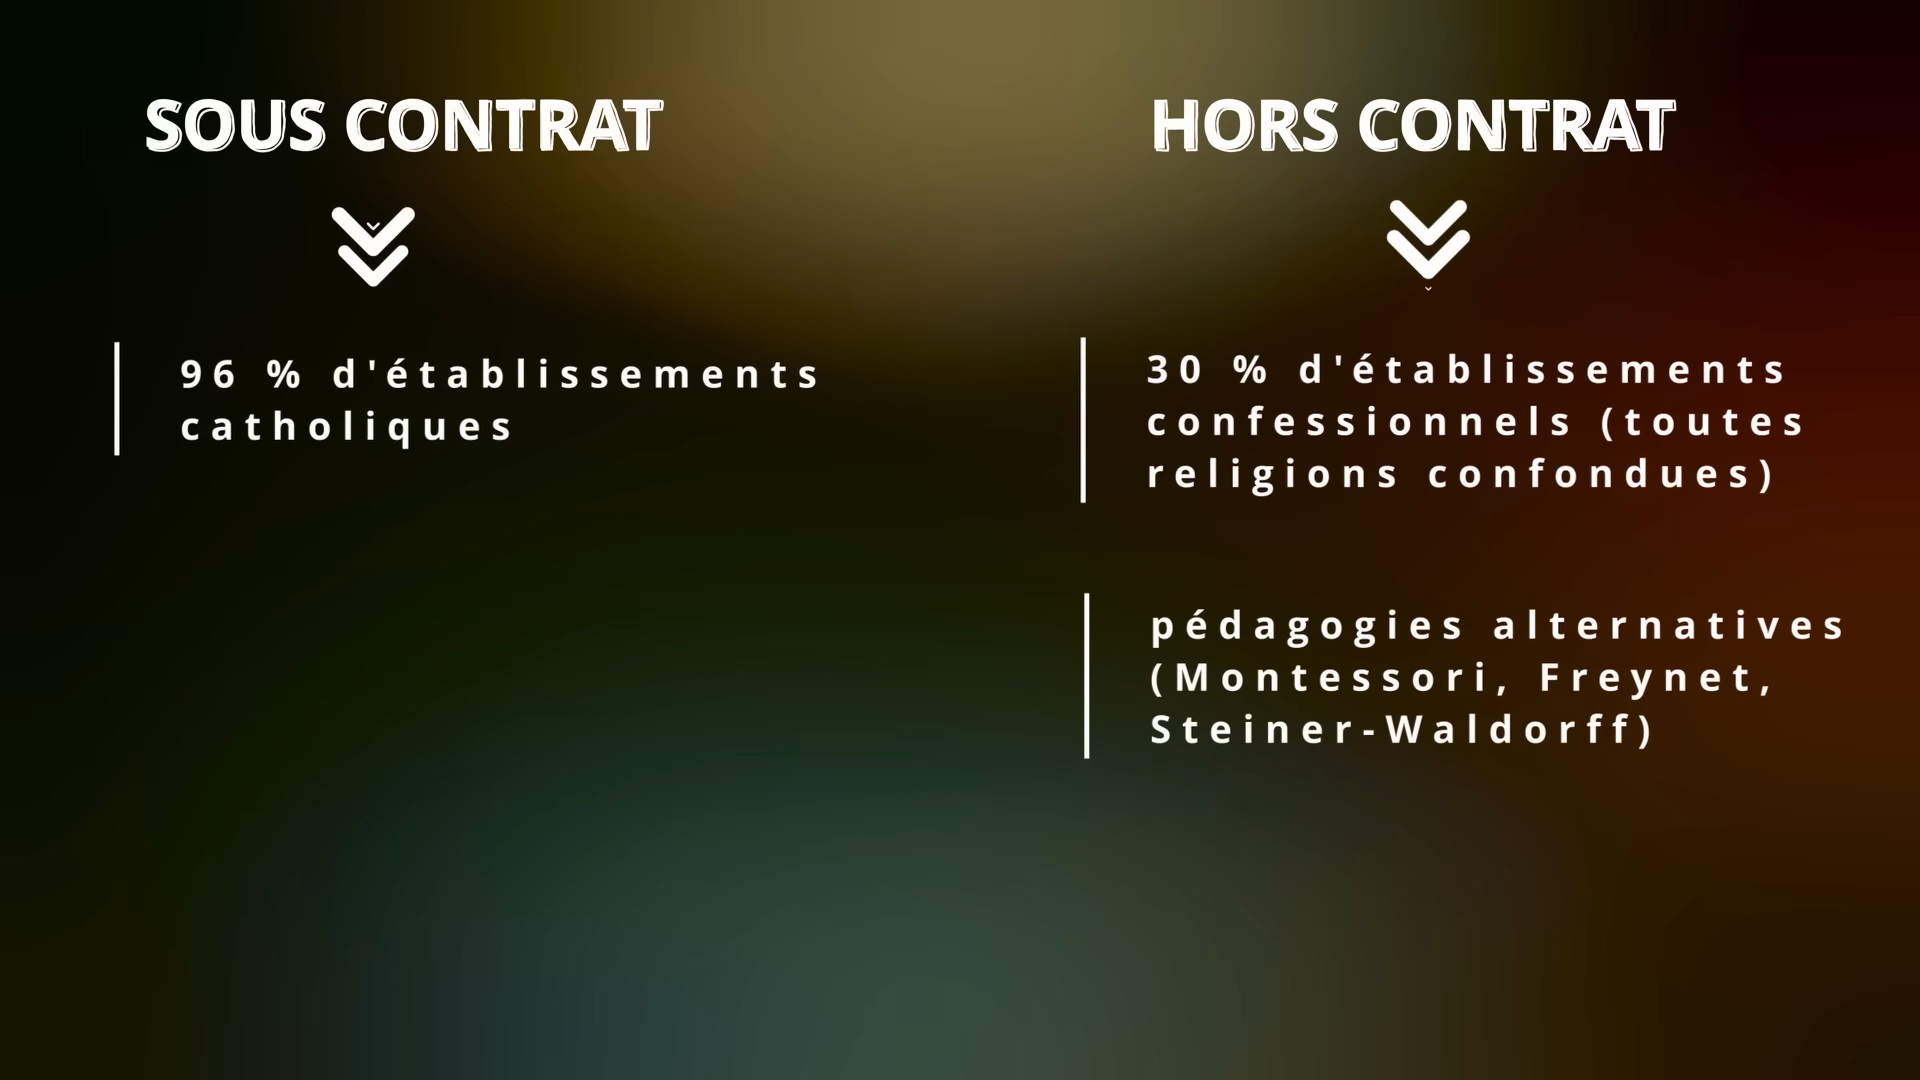 SOUS CONTRAT
96 % d'établissements
catholiques
HORS CONTRAT
30 % d'établissements
confessionnels (toutes
religions confondues)
pédagogies alternatives
(Montessori, Freynet,
Steiner-Waldorff)